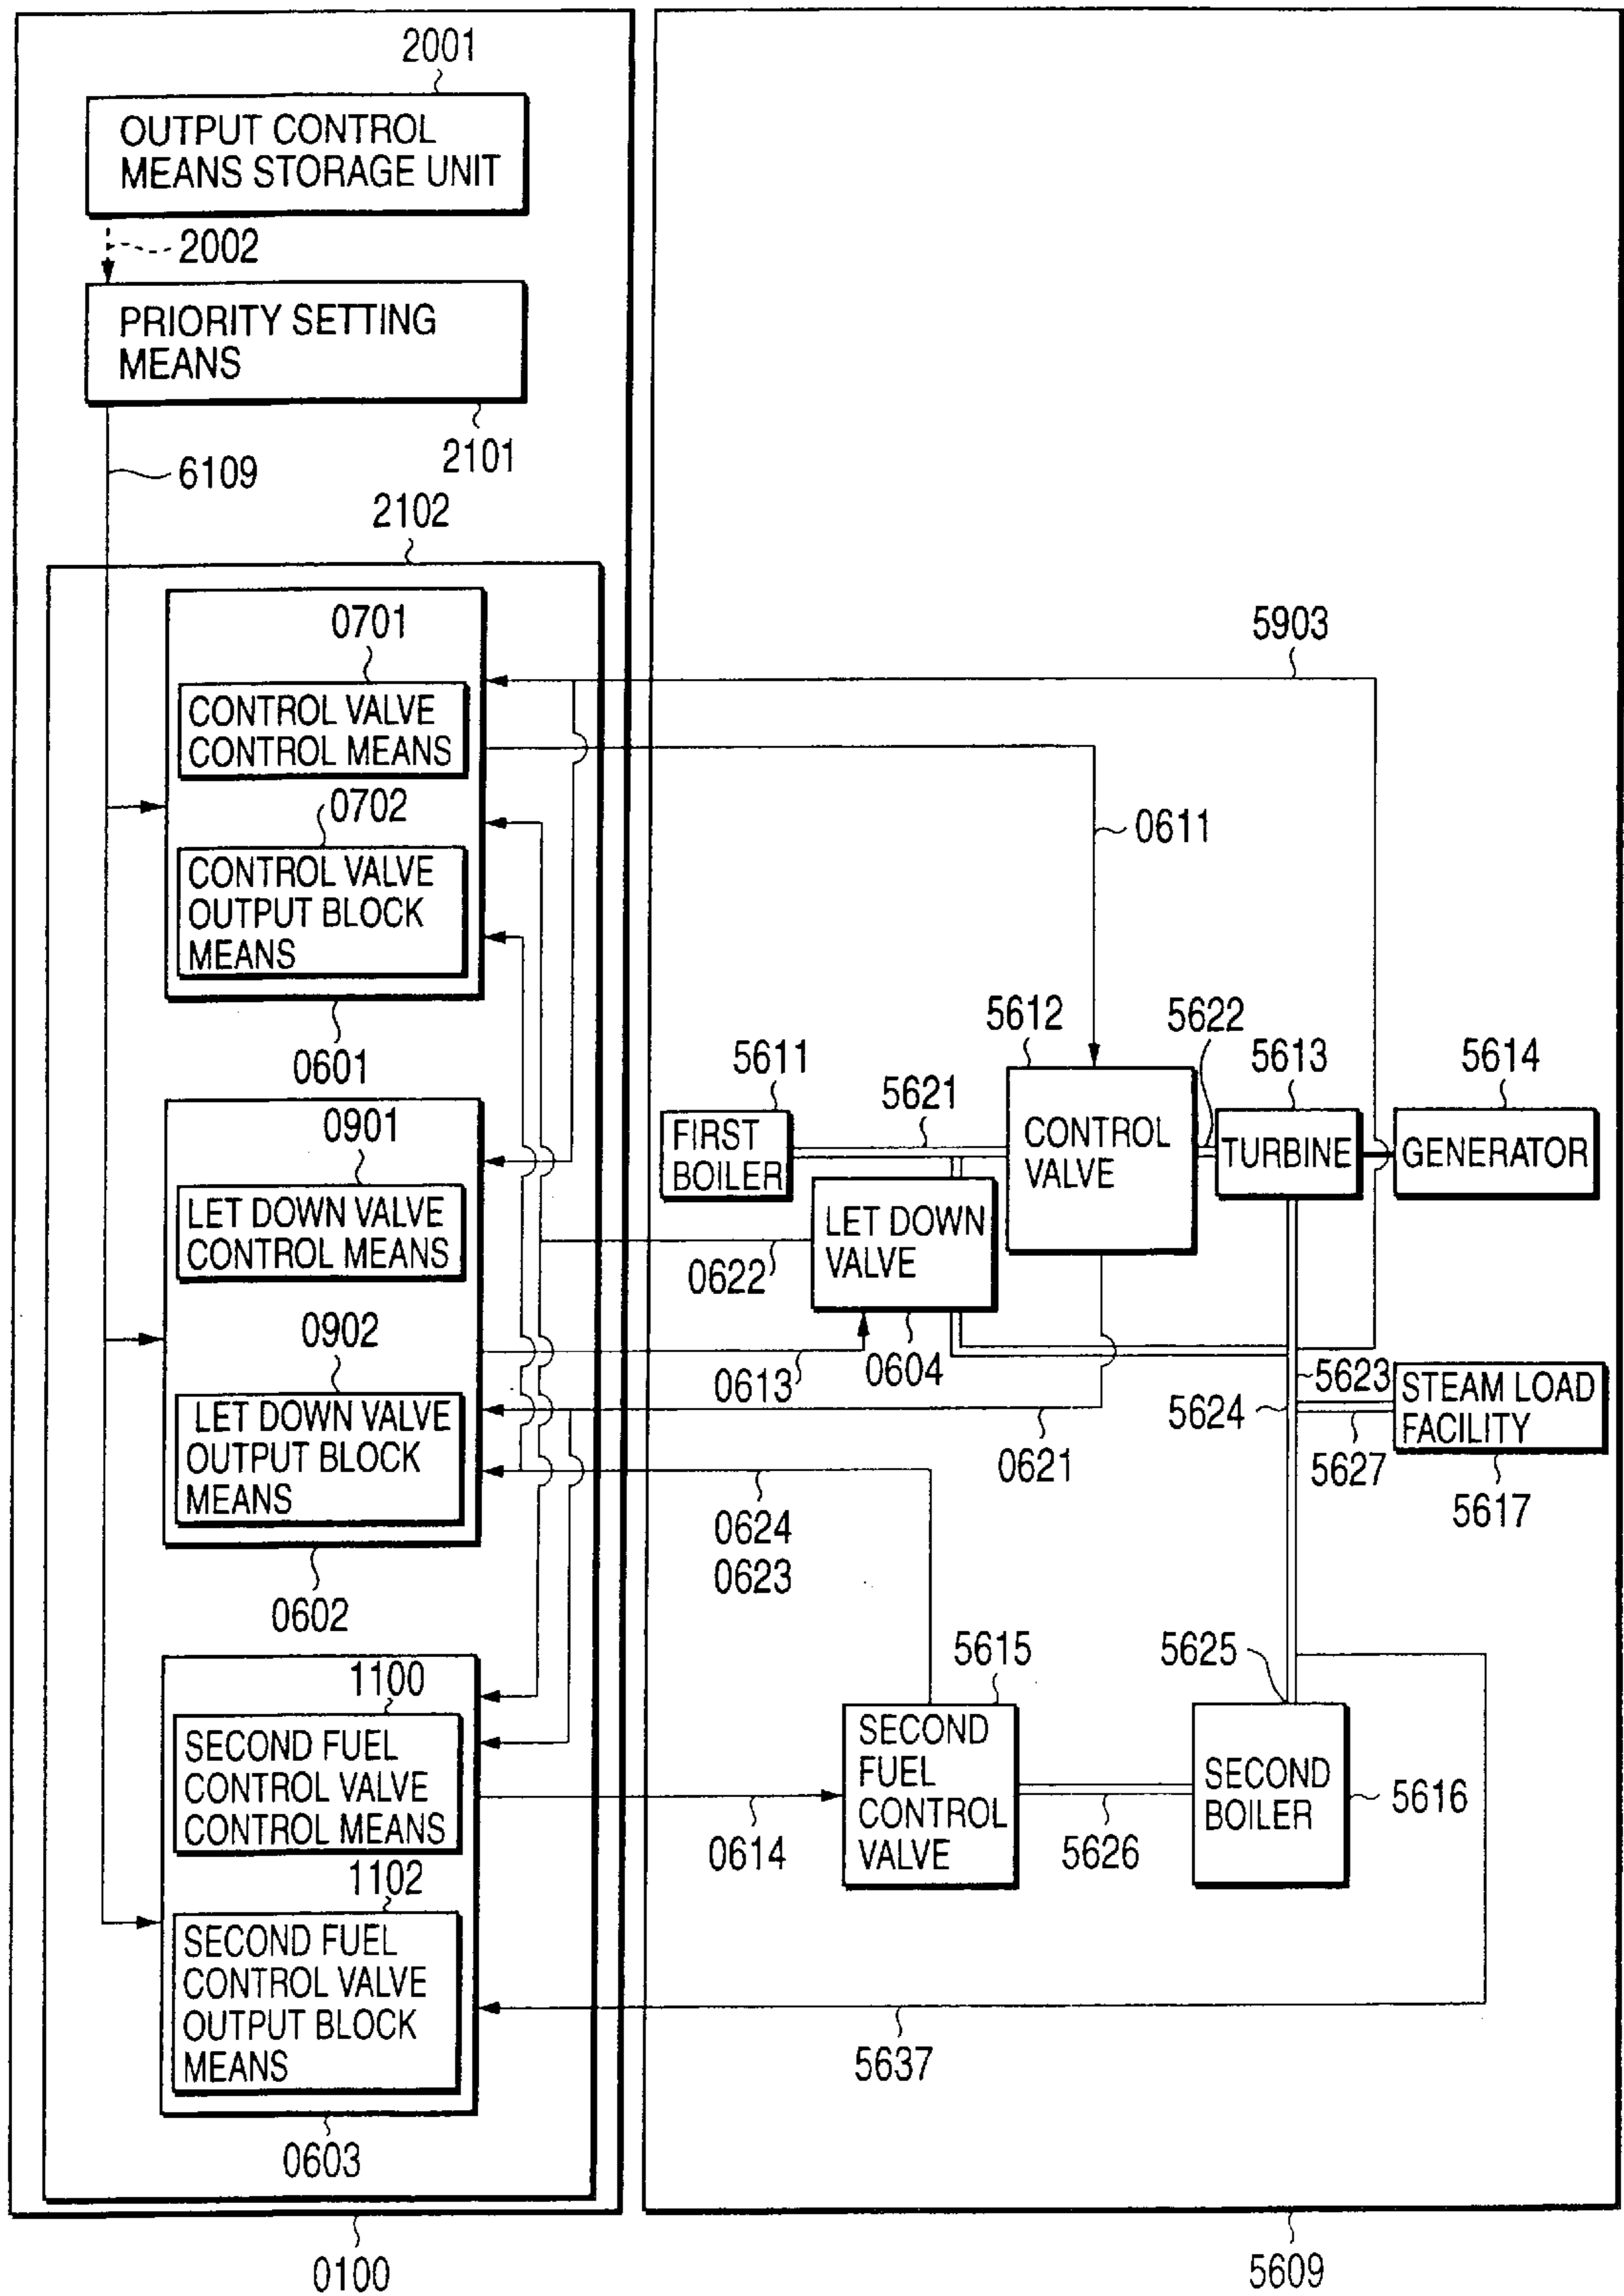 2001
OUTPUT CONTROL
MEANS STORAGE UNIT
2002
PRIORITY SETTING
MEANS
2101
6109
2102
0701
CONTROL VALVE
CONTROL MEANS
0702
CONTROL VALVE
OUTPUT BLOCK
MEANS
0601
0901
LET DOWN VALVE
CONTROL MEANS
0902
LET DOWN VALVE
OUTPUT BLOCK
MEANS
0602
1100
SECOND FUEL
CONTROL VALVE
CONTROL MEANS
1102
SECOND FUEL
CONTROL VALVE
OUTPUT BLOCK
MEANS
0603
0100
5903
0611
5612
5622
5613
5614
5611
5621
FIRST
BOILER
CONTROL
VALVE
TURBINE
GENERATOR
LET DOWN
VALVE
0622
0613
0604
5623
STEAM LOAD
FACILITY
5624
5627
0621
5617
0624
0623
5615
5625
SECOND
FUEL
CONTROL
VALVE
SECOND
BOILER
5616
0614
5626
5637
5609